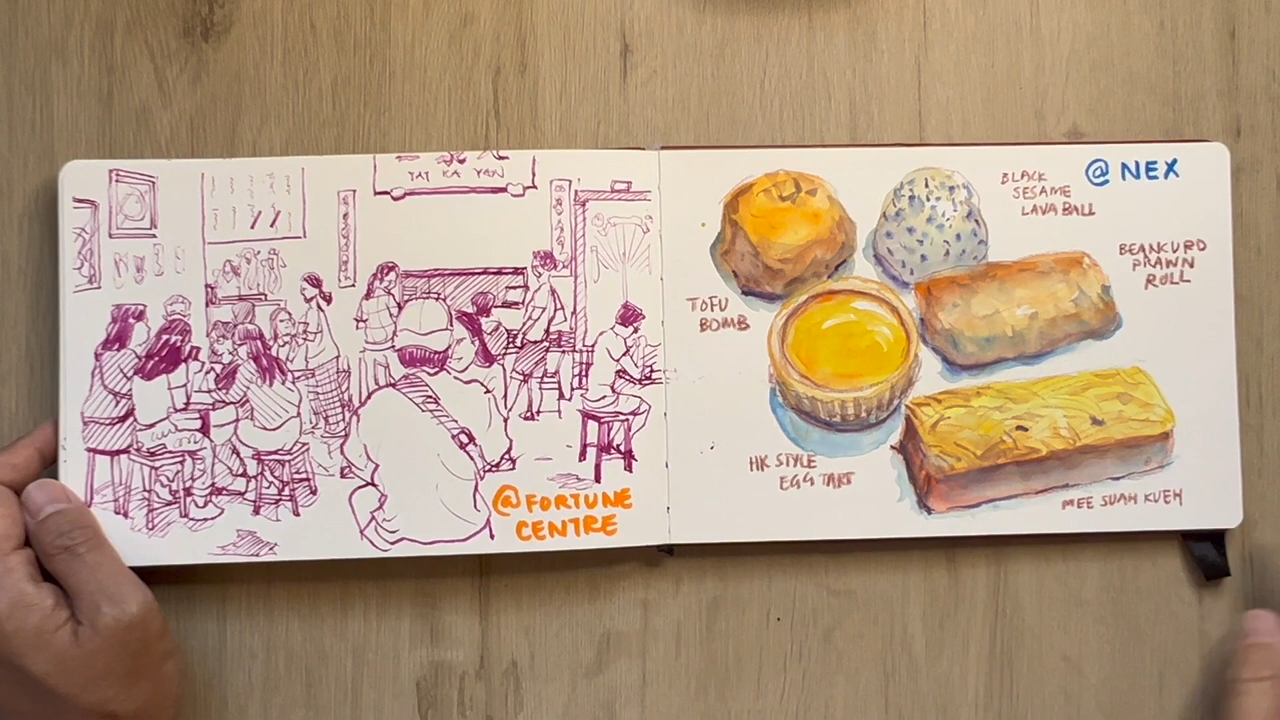 YAT KA YAN
@FORTUNE
CENTRE
@ NEX
BLACK
SESAME
LAVA BALL
BEANKURD
PRAWN
ROLL
TOFU
BOMB
HK STYLE
EGG TART
MEE SUAH KUEH